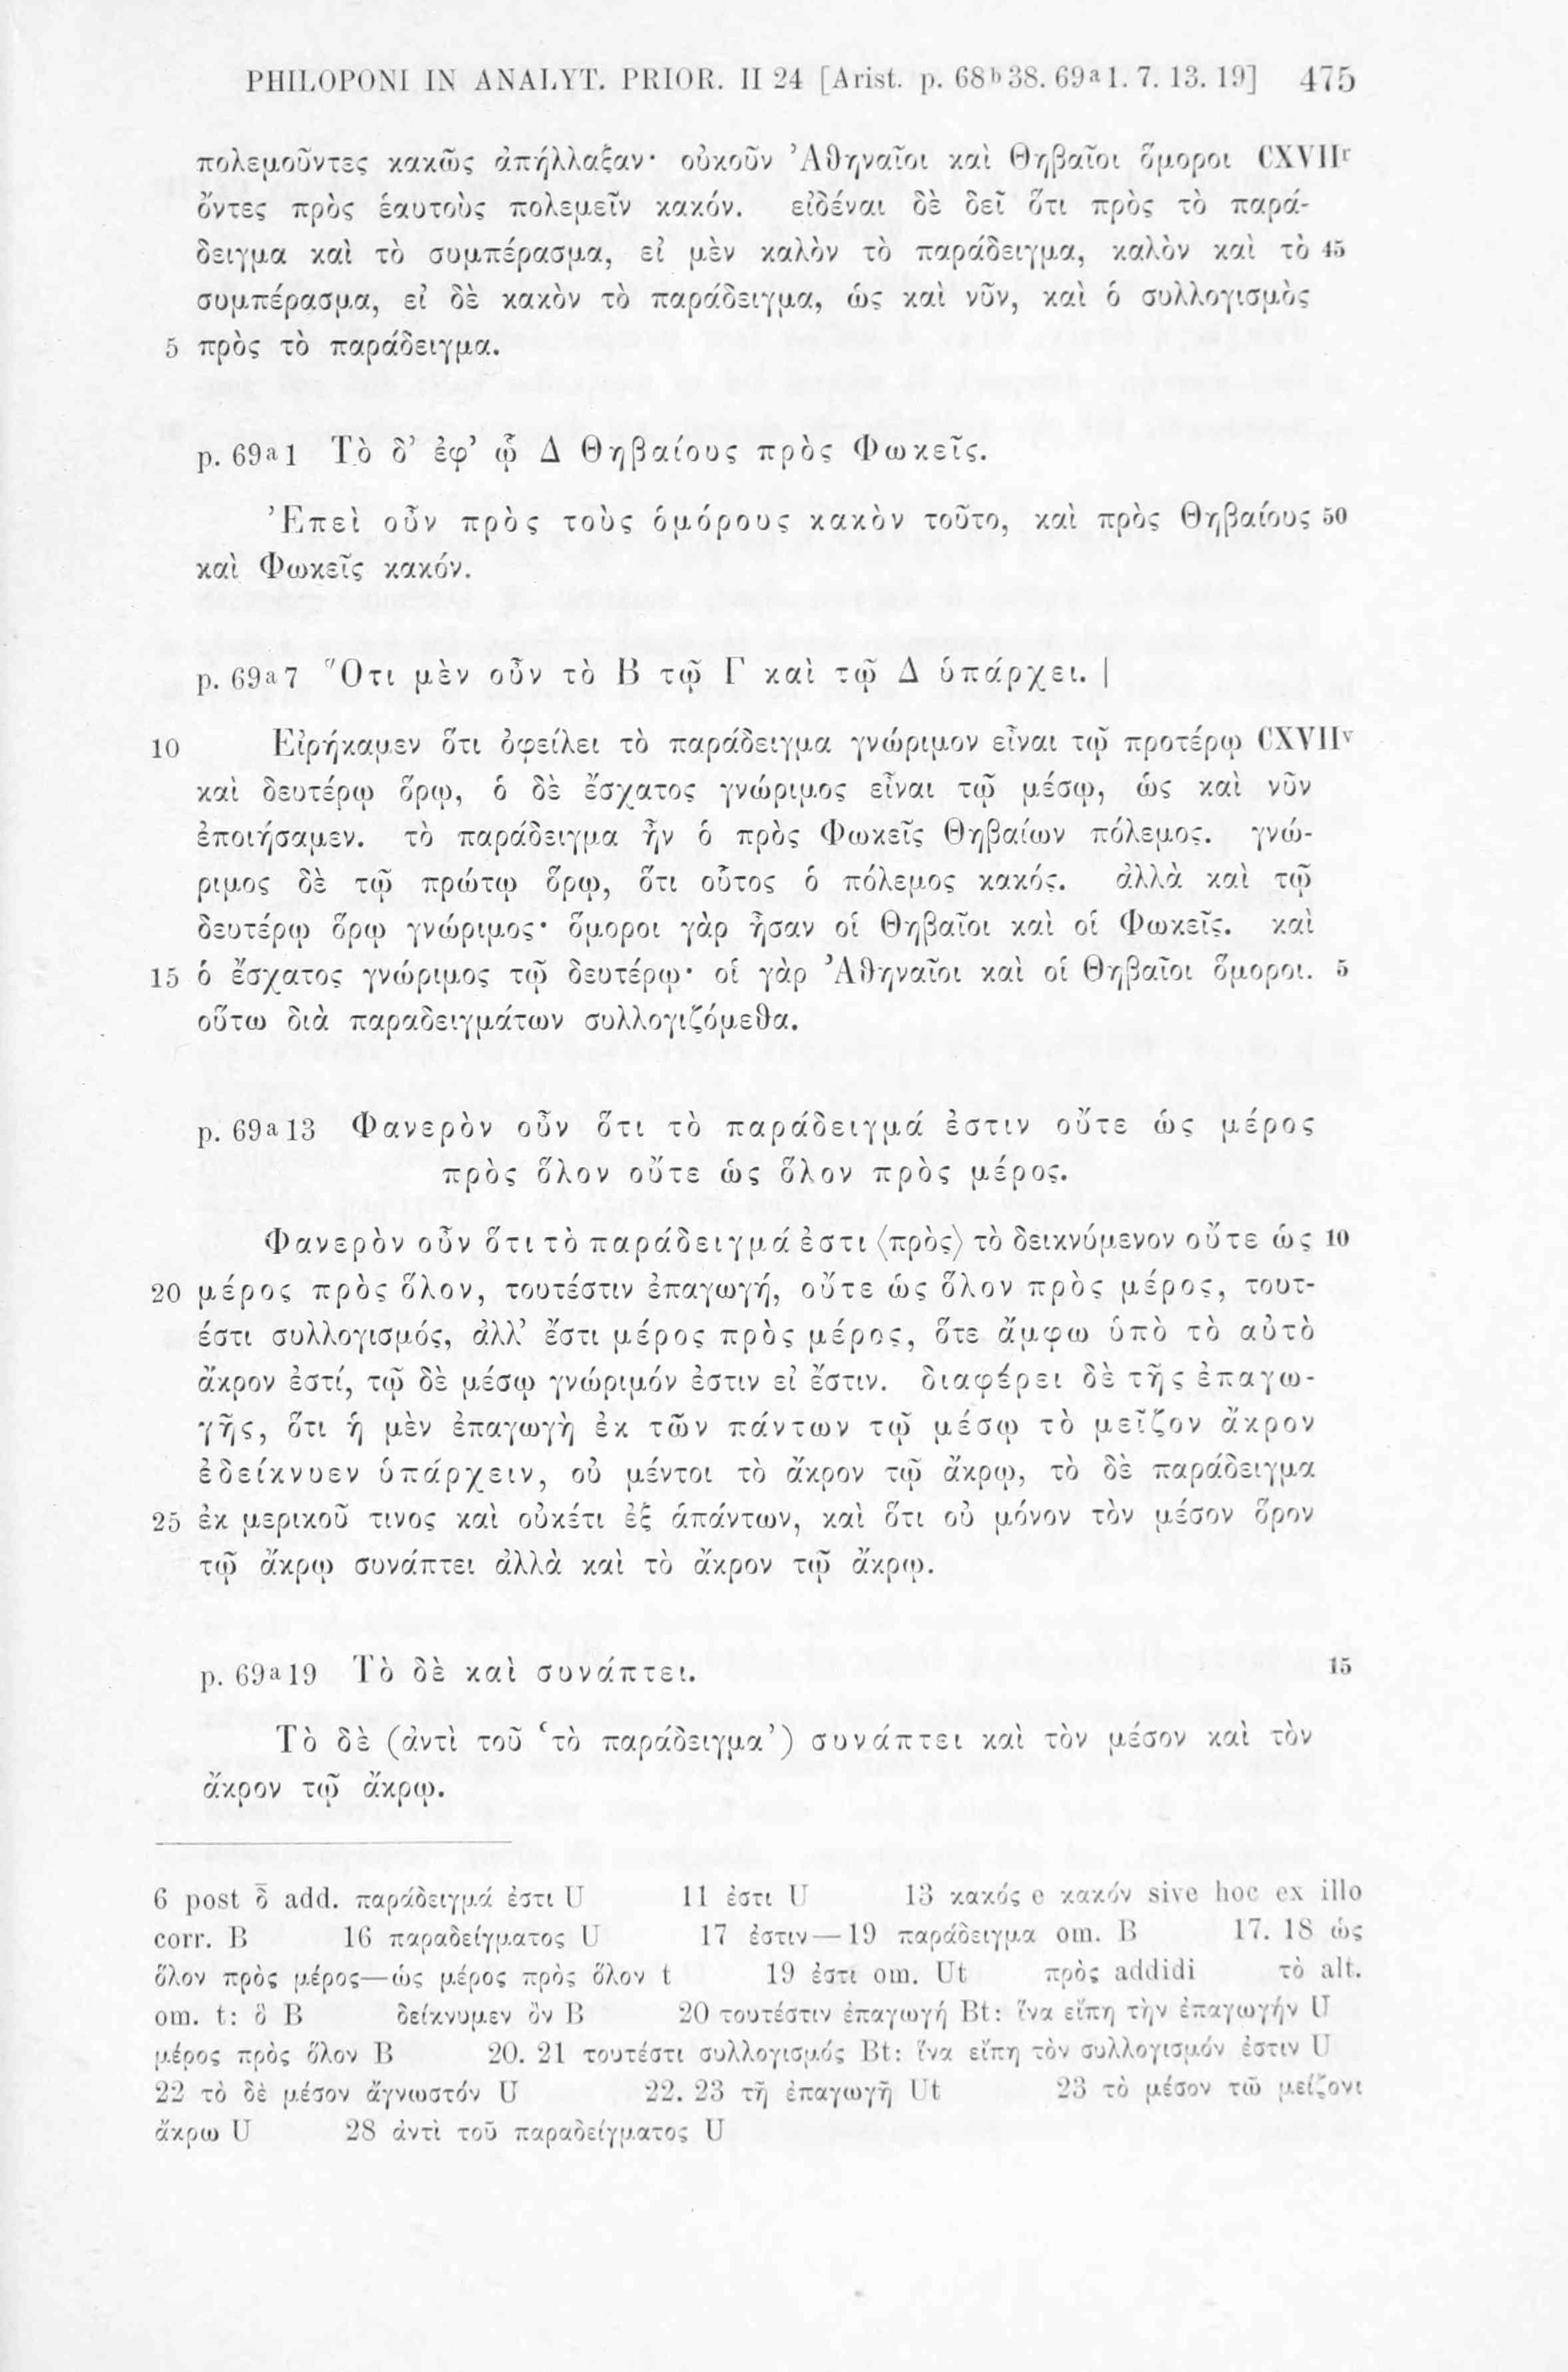 PHILOPONI IN ANALYT. PRIOR. II 24 [Arist. p. 68b38. 69a1. 7. 13. 19] 475
πολεμοῦντες κακῶς ἀπήλλαξαν· οὐκοῦν Ἀθηναῖοι καὶ Θηβαῖοι ὅμοροι CXVIIr
ὄντες πρὸς ἑαυτοὺς πολεμεῖν κακόν. εἰδέναι δὲ δεῖ ὅτι πρὸς τὸ παρά-
δειγμα καὶ τὸ συμπέρασμα, εἰ μὲν καλὸν τὸ παράδειγμα, καλὸν καὶ τὸ 45
συμπέρασμα, εἰ δὲ κακὸν τὸ παράδειγμα, ὡς καὶ νῦν, καὶ ὁ συλλογισμὸς
5 πρὸς τὸ παράδειγμα.
p. 69a1 Τὸ δ’ ἐφ’ ᾧ Δ Θηβαίους πρὸς Φωκεῖς.
Ἐπεὶ οὖν πρὸς τοὺς ὁμόρους κακὸν τοῦτο, καὶ πρὸς Θηβαίους 50
καὶ Φωκεῖς κακόν.
p. 69a7 Ὅτι μὲν οὖν τὸ Β τῷ Γ καὶ τῷ Δ ὑπάρχει. |
10 Εἰρήκαμεν ὅτι ὀφείλει τὸ παράδειγμα γνώριμον εἶναι τῷ προτέρῳ CXVIIv
καὶ δευτέρῳ ὅρῳ, ὁ δὲ ἔσχατος γνώριμος εἶναι τῷ μέσῳ, ὡς καὶ νῦν
ἐποιήσαμεν. τὸ παράδειγμα ἦν ὁ πρὸς Φωκεῖς Θηβαίων πόλεμος. γνώ-
ριμος δὲ τῷ πρώτῳ ὅρῳ, ὅτι οὗτος ὁ πόλεμος κακός. ἀλλὰ καὶ τῷ
δευτέρῳ ὅρῳ γνώριμος· ὅμοροι γὰρ ἦσαν οἱ Θηβαῖοι καὶ οἱ Φωκεῖς. καὶ
15 ὁ ἔσχατος γνώριμος τῷ δευτέρῳ· οἱ γὰρ Ἀθηναῖοι καὶ οἱ Θηβαῖοι ὅμοροι. 5
οὕτω διὰ παραδειγμάτων συλλογιζόμεθα.
p. 69a13 Φανερὸν οὖν ὅτι τὸ παράδειγμά ἐστιν οὔτε ὡς μέρος
πρὸς ὅλον οὔτε ὡς ὅλον πρὸς μέρος.
Φανερὸν οὖν ὅτι τὸ παράδειγμά ἐστι ⟨πρὸς⟩ τὸ δεικνύμενον οὔτε ὡς 10
20 μέρος πρὸς ὅλον, τουτέστιν ἐπαγωγή, οὔτε ὡς ὅλον πρὸς μέρος, τουτ-
έστι συλλογισμός, ἀλλ’ ἔστι μέρος πρὸς μέρος, ὅτε ἄμφω ὑπὸ τὸ αὐτὸ
ἄκρον ἐστί, τῷ δὲ μέσῳ γνώριμόν ἐστιν εἰ ἔστιν. διαφέρει δὲ τῆς ἐπαγω-
γῆς, ὅτι ἡ μὲν ἐπαγωγὴ ἐκ τῶν πάντων τῷ μέσῳ τὸ μεῖζον ἄκρον
ἐδείκνυεν ὑπάρχειν, οὐ μέντοι τὸ ἄκρον τῷ ἄκρῳ, τὸ δὲ παράδειγμα
25 ἐκ μερικοῦ τινος καὶ οὐκέτι ἐξ ἁπάντων, καὶ ὅτι οὐ μόνον τὸν μέσον ὅρον
τῷ ἄκρῳ συνάπτει ἀλλὰ καὶ τὸ ἄκρον τῷ ἄκρῳ.
p. 69a19 Τὸ δὲ καὶ συνάπτει. 15
Τὸ δὲ (ἀντὶ τοῦ ‘τὸ παράδειγμα’) συνάπτει καὶ τὸν μέσον καὶ τὸν
ἄκρον τῷ ἄκρῳ.
6 post δ̄ add. παράδειγμά ἐστι U 11 ἐστι U 13 κακός e κακόν sive hoc ex illo
corr. B 16 παραδείγματος U 17 ἐστιν—19 παράδειγμα om. B 17. 18 ὡς
ὅλον πρὸς μέρος—ὡς μέρος πρὸς ὅλον t 19 ἐστι om. Ut πρὸς addidi τὸ alt.
om. t: ὃ B δείκνυμεν ὂν B 20 τουτέστιν ἐπαγωγή Bt: ἵνα εἴπῃ τὴν ἐπαγωγήν U
μέρος πρὸς ὅλον B 20. 21 τουτέστι συλλογισμός Bt: ἵνα εἴπῃ τὸν συλλογισμόν ἐστιν U
22 τὸ δὲ μέσον ἄγνωστόν U 22. 23 τῇ ἐπαγωγῇ Ut 23 τὸ μέσον τῶ μείζονι
ἄκρω U 28 ἀντὶ τοῦ παραδείγματος U